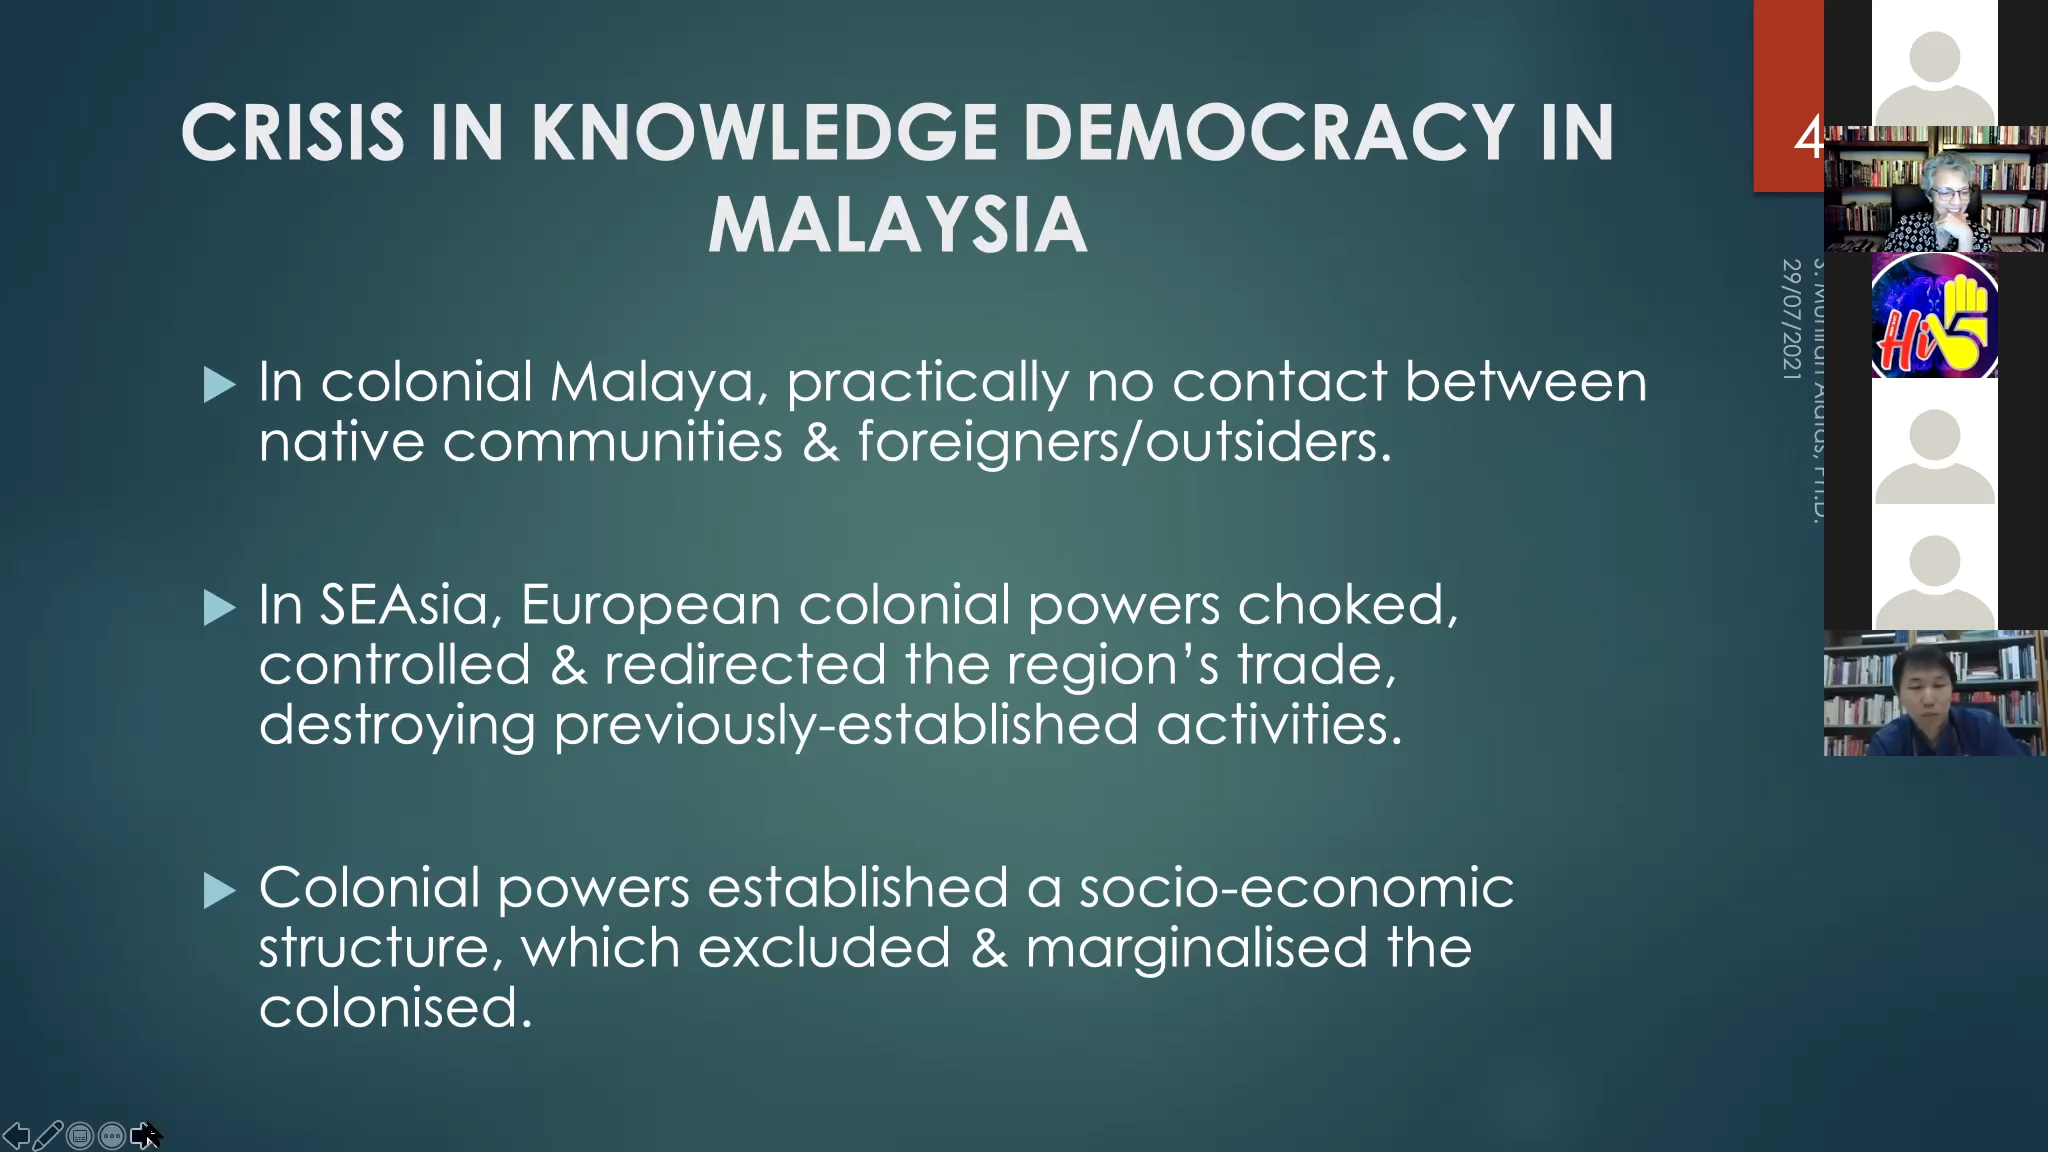 CRISIS IN KNOWLEDGE DEMOCRACY IN
MALAYSIA
In colonial Malaya, practically no contact between
native communities & foreigners/outsiders.
In SEAsia, European colonial powers choked,
controlled & redirected the region’s trade,
destroying previously-established activities.
Colonial powers established a socio-economic
structure, which excluded & marginalised the
colonised.
4
29/07/2021
Hi